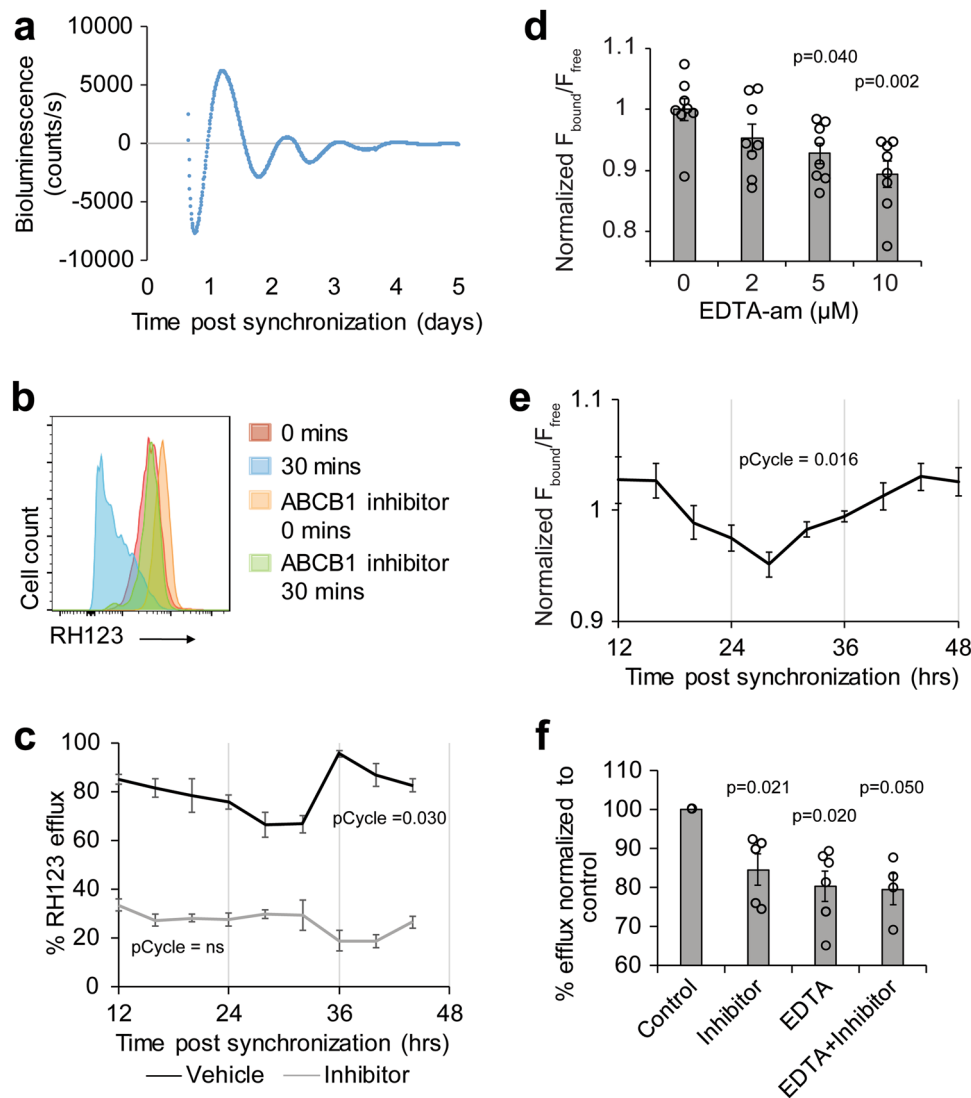 a
Bioluminescence
(counts/s)
10000
5000
0
-5000
-10000
0 1 2 3 4 5
Time post synchronization (days)
b
Cell count
RH123
0 mins
30 mins
ABCB1 inhibitor
0 mins
ABCB1 inhibitor
30 mins
c
% RH123 efflux
100
80
60
40
20
0
pCycle =0.030
pCycle = ns
12 24 36 48
Time post synchronization (hrs)
Vehicle Inhibitor
d
Normalized Fbound/Ffree
1.1
1
0.9
0.8
p=0.040
p=0.002
0 2 5 10
EDTA-am (µM)
e
Normalized Fbound/Ffree
1.1
1
0.9
pCycle = 0.016
12 24 36 48
Time post synchronization (hrs)
f
% efflux normalized to
control
110
100
90
80
70
60
p=0.021
p=0.020
p=0.050
Control
Inhibitor
EDTA
EDTA+Inhibitor